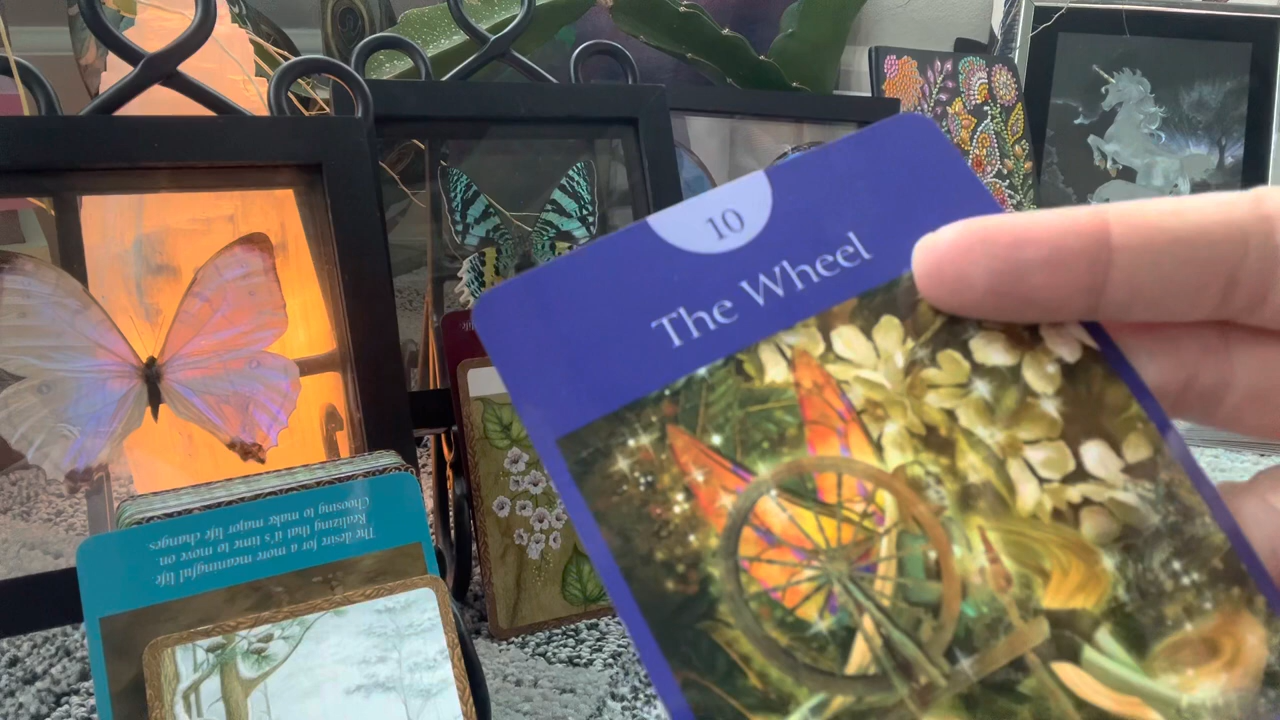 10
The Wheel
The desire for a more meaningful life.
Realizing that it's time to move on.
Choosing to make major life changes.